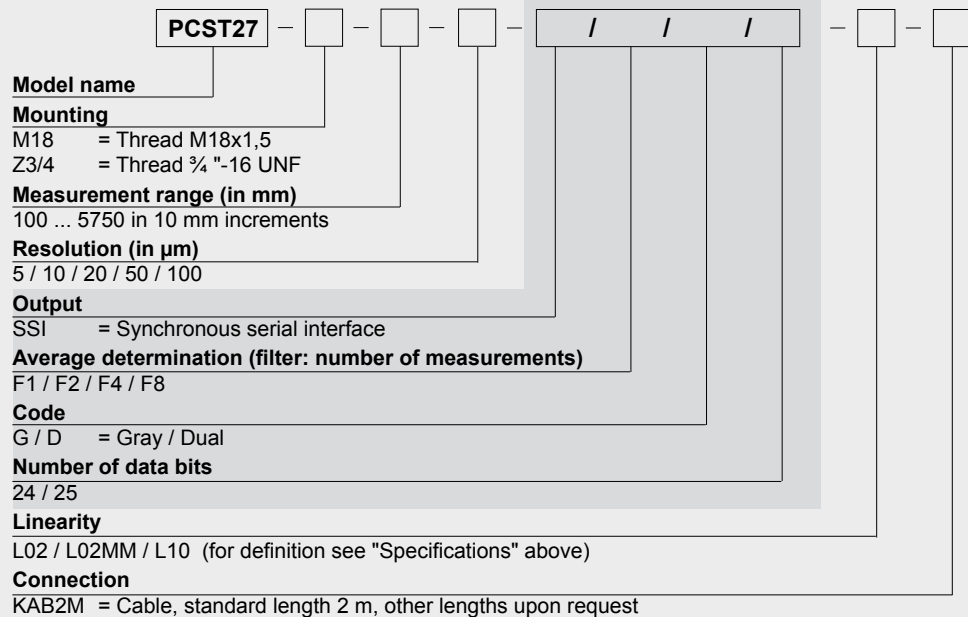 PCST27 – – – – / / / – –
Model name
Mounting
M18 = Thread M18x1,5
Z3/4 = Thread ¾ "-16 UNF
Measurement range (in mm)
100 ... 5750 in 10 mm increments
Resolution (in µm)
5 / 10 / 20 / 50 / 100
Output
SSI = Synchronous serial interface
Average determination (filter: number of measurements)
F1 / F2 / F4 / F8
Code
G / D = Gray / Dual
Number of data bits
24 / 25
Linearity
L02 / L02MM / L10 (for definition see "Specifications" above)
Connection
KAB2M = Cable, standard length 2 m, other lengths upon request